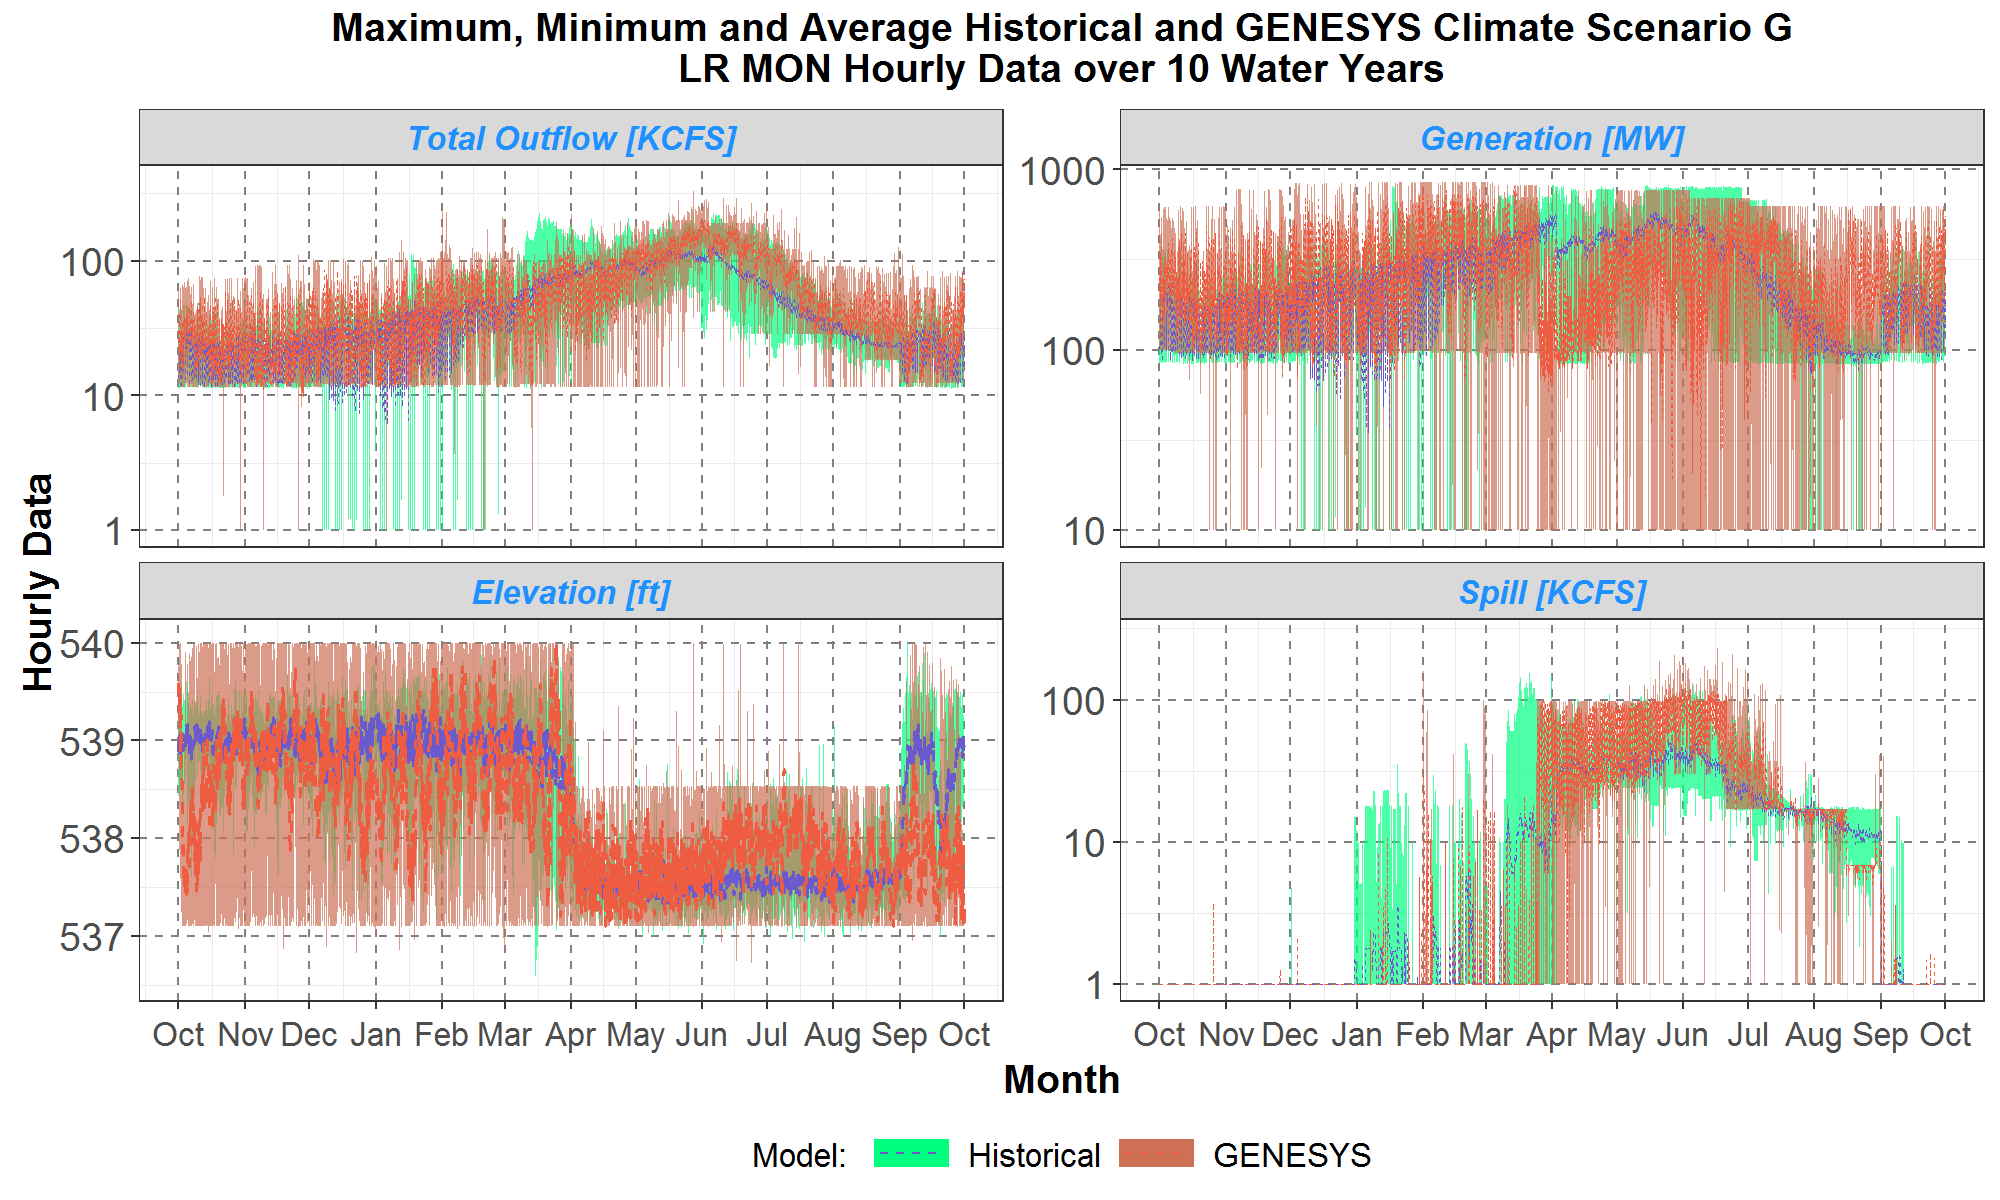 Maximum, Minimum and Average Historical and GENESYS Climate Scenario G
LR MON Hourly Data over 10 Water Years
Total Outflow [KCFS]
Generation [MW]
100
10
1
1000
100
10
Hourly Data
Elevation [ft]
Spill [KCFS]
540
539
538
537
100
10
1
Oct Nov Dec Jan Feb Mar Apr May Jun Jul Aug Sep Oct
Oct Nov Dec Jan Feb Mar Apr May Jun Jul Aug Sep Oct
Month
Model: Historical GENESYS